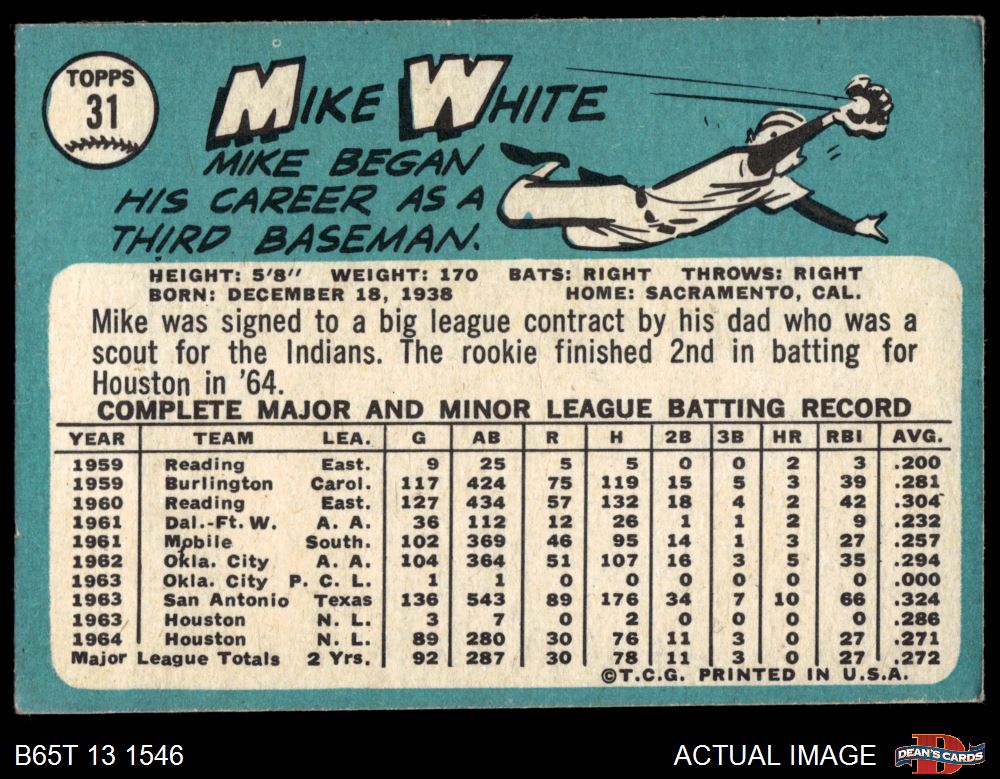 TOPPS
31
MIKE WHITE
MIKE BEGAN
HIS CAREER AS A
THIRD BASEMAN.
HEIGHT: 5'8" WEIGHT: 170 BATS: RIGHT THROWS: RIGHT
BORN: DECEMBER 18, 1938 HOME: SACRAMENTO, CAL.
Mike was signed to a big league contract by his dad who was a
scout for the Indians. The rookie finished 2nd in batting for
Houston in '64.
COMPLETE MAJOR AND MINOR LEAGUE BATTING RECORD
YEAR TEAM LEA. G AB R H 2B 3B HR RBI AVG.
1959 Reading East. 9 25 5 5 0 0 2 3 .200
1959 Burlington Carol. 117 424 75 119 15 5 3 39 .281
1960 Reading East. 127 434 57 132 18 4 2 42 .304
1961 Dal.-Ft. W. A. A. 36 112 12 26 1 1 2 9 .232
1961 Mobile South. 102 369 46 95 14 1 3 27 .257
1962 Okla. City A. A. 104 364 51 107 16 3 5 35 .294
1963 Okla. City P. C. L. 1 1 0 0 0 0 0 0 .000
1963 San Antonio Texas 136 543 89 176 34 7 10 66 .324
1963 Houston N. L. 3 7 0 2 0 0 0 0 .286
1964 Houston N. L. 89 280 30 76 11 3 0 27 .271
Major League Totals 2 Yrs. 92 287 30 78 11 3 0 27 .272
©T.C.G. PRINTED IN U.S.A.
B65T 13 1546 ACTUAL IMAGE
DEAN'S CARDS